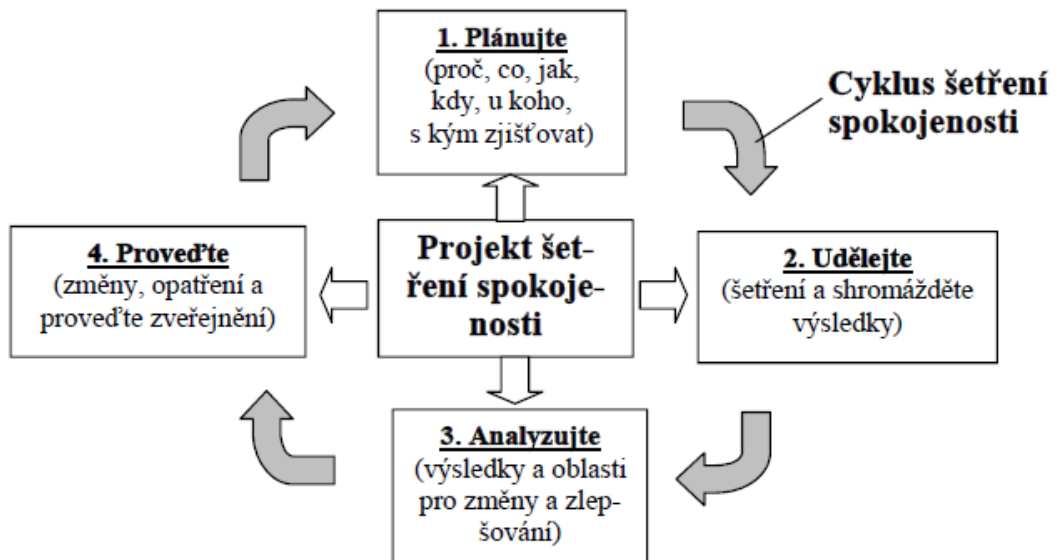 1. Plánujte
(proč, co, jak,
kdy, u koho,
s kým zjišťovat)
Cyklus šetření
spokojenosti
4. Proveďte
(změny, opatření a
proveďte zveřejnění)
Projekt šet-
ření spokoje-
nosti
2. Udělejte
(šetření a shromážděte
výsledky)
3. Analyzujte
(výsledky a oblasti
pro změny a zlep-
šování)